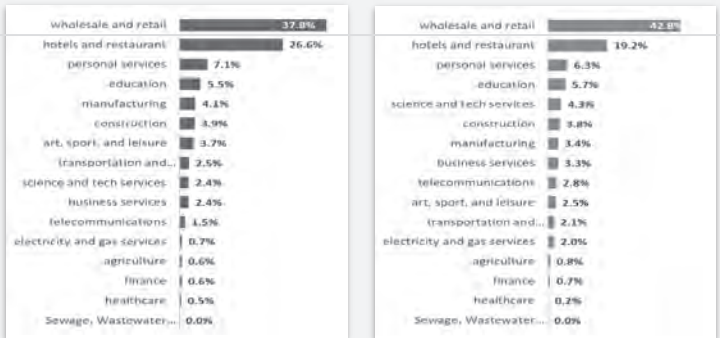 wholesale and retail 37.8%
hotels and restaurant 26.6%
personal services 7.1%
education 5.5%
manufacturing 4.1%
construction 3.9%
art, sport, and leisure 3.7%
transportation and... 2.5%
science and tech services 2.4%
business services 2.4%
telecommunications 1.5%
electricity and gas services 0.7%
agriculture 0.6%
finance 0.6%
healthcare 0.5%
Sewage, Wastewater... 0.0%
wholesale and retail 42.8%
hotels and restaurant 19.2%
personal services 6.3%
education 5.7%
science and tech services 4.3%
construction 3.8%
manufacturing 3.4%
business services 3.3%
telecommunications 2.8%
art, sport, and leisure 2.5%
transportation and... 2.1%
electricity and gas services 2.0%
agriculture 0.8%
finance 0.7%
healthcare 0.2%
Sewage, Wastewater... 0.0%